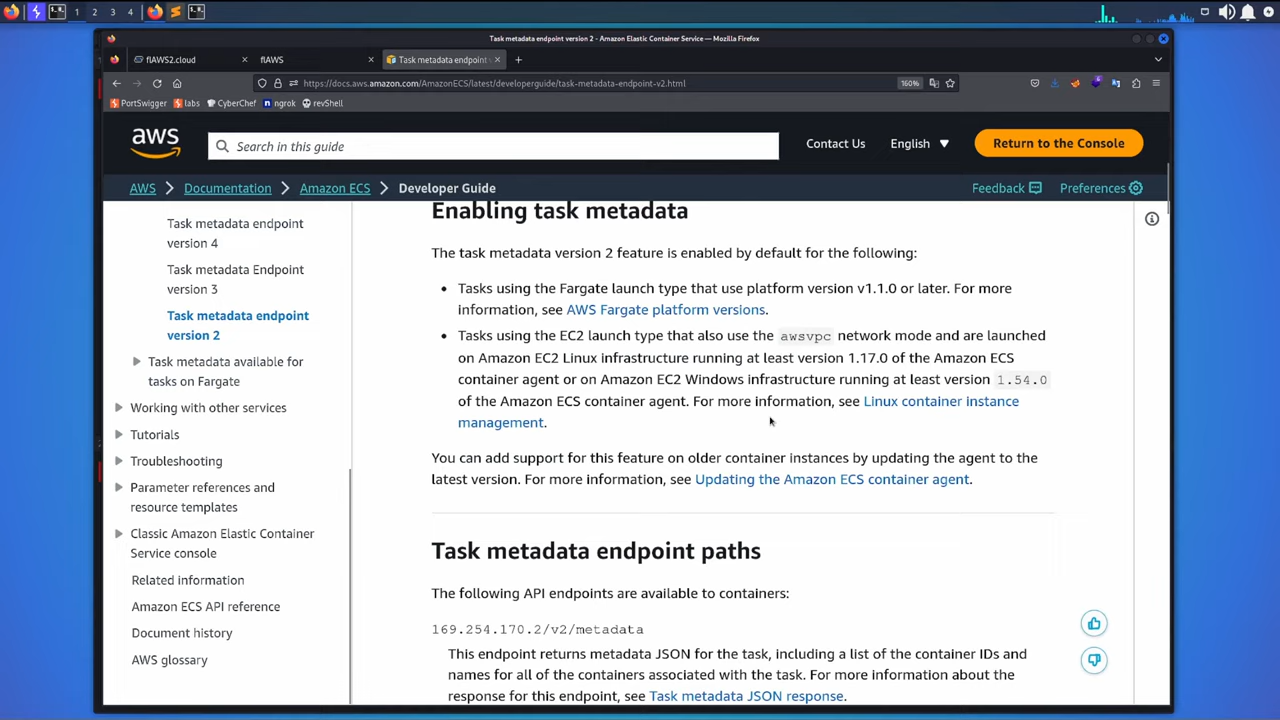 1 2 3 4
Task metadata endpoint version 2 - Amazon Elastic Container Service — Mozilla Firefox
flAWS2.cloud
flAWS
Task metadata endpoint
https://docs.aws.amazon.com/AmazonECS/latest/developerguide/task-metadata-endpoint-v2.html
160%
PortSwigger
labs
CyberChef
ngrok
revShell
aws
Search in this guide
Contact Us
English
Return to the Console
AWS
Documentation
Amazon ECS
Developer Guide
Feedback
Preferences
Task metadata endpoint
version 4
Task metadata Endpoint
version 3
Task metadata endpoint
version 2
Task metadata available for
tasks on Fargate
Working with other services
Tutorials
Troubleshooting
Parameter references and
resource templates
Classic Amazon Elastic Container
Service console
Related information
Amazon ECS API reference
Document history
AWS glossary
Enabling task metadata
The task metadata version 2 feature is enabled by default for the following:
• Tasks using the Fargate launch type that use platform version v1.1.0 or later. For more
information, see AWS Fargate platform versions.
• Tasks using the EC2 launch type that also use the awsvpc network mode and are launched
on Amazon EC2 Linux infrastructure running at least version 1.17.0 of the Amazon ECS
container agent or on Amazon EC2 Windows infrastructure running at least version 1.54.0
of the Amazon ECS container agent. For more information, see Linux container instance
management.
You can add support for this feature on older container instances by updating the agent to the
latest version. For more information, see Updating the Amazon ECS container agent.
Task metadata endpoint paths
The following API endpoints are available to containers:
169.254.170.2/v2/metadata
This endpoint returns metadata JSON for the task, including a list of the container IDs and
names for all of the containers associated with the task. For more information about the
response for this endpoint, see Task metadata JSON response.